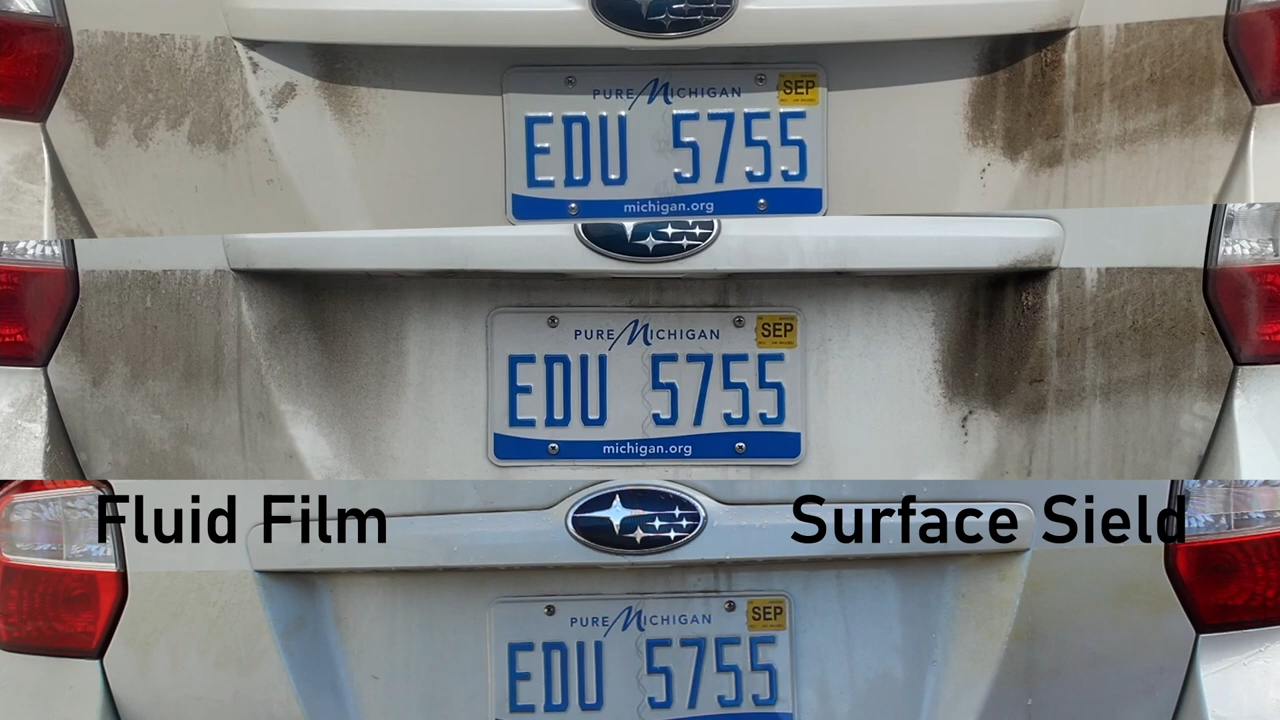 PURE MICHIGAN
SEP
EDU 5755
michigan.org
PURE MICHIGAN
SEP
EDU 5755
michigan.org
Fluid Film
Surface Sield
PURE MICHIGAN
SEP
EDU 5755